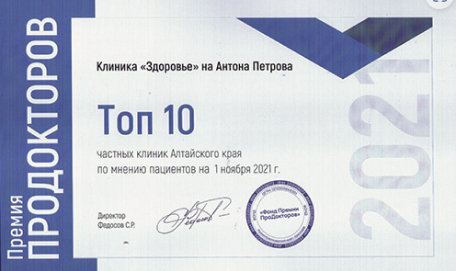 Премия
ПРОДОКТОРОВ
Клиника «Здоровье» на Антона Петрова
2021
Топ 10
частных клиник Алтайского края
по мнению пациентов на 1 ноября 2021 г.
Директор
Федосов С.Р.
«Фонд Премии
ПроДокторов»